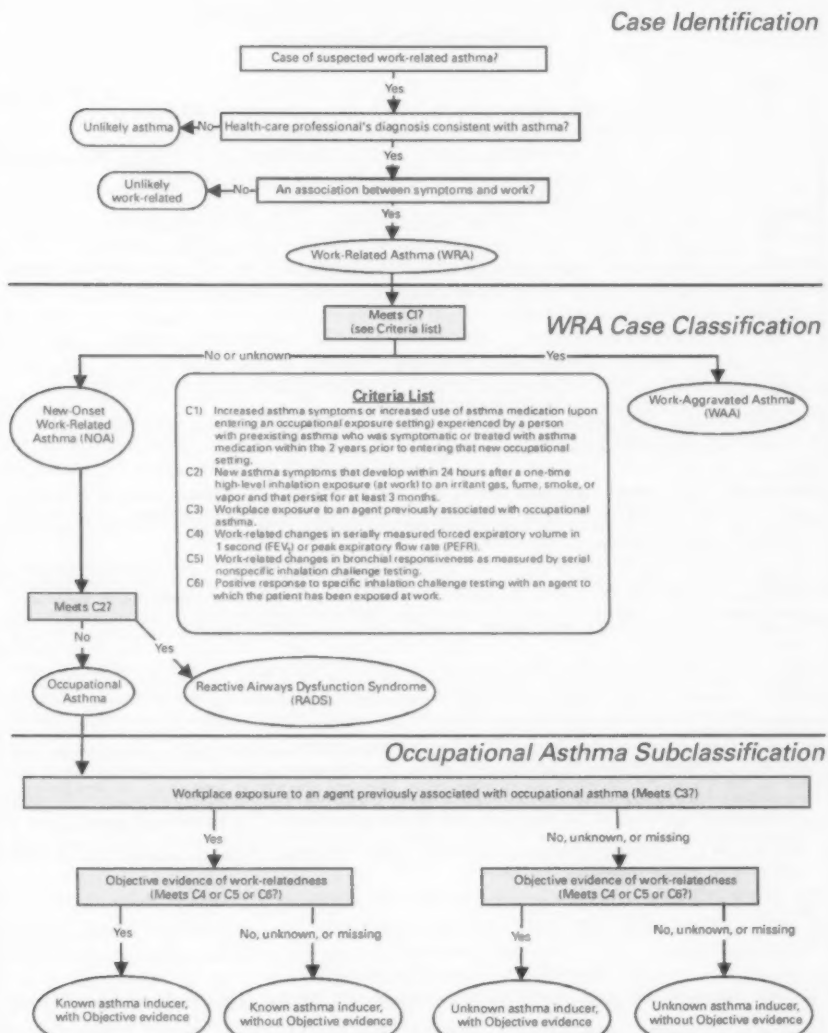 Case Identification
Case of suspected work-related asthma?
Yes
Unlikely asthma
No
Health-care professional's diagnosis consistent with asthma?
Yes
Unlikely
work-related
No
An association between symptoms and work?
Yes
Work-Related Asthma (WRA)
Meets C1?
(see Criteria list)
WRA Case Classification
No or unknown
Yes
New-Onset
Work-Related
Asthma (NOA)
Work-Aggravated Asthma
(WAA)
Criteria List
C1) Increased asthma symptoms or increased use of asthma medication (upon
entering an occupational exposure setting) experienced by a person
with preexisting asthma who was symptomatic or treated with asthma
medication within the 2 years prior to entering that new occupational
setting.
C2) New asthma symptoms that develop within 24 hours after a one-time
high-level inhalation exposure (at work) to an irritant gas, fume, smoke, or
vapor and that persist for at least 3 months.
C3) Workplace exposure to an agent previously associated with occupational
asthma.
C4) Work-related changes in serially measured forced expiratory volume in
1 second (FEV₁) or peak expiratory flow rate (PEFR).
C5) Work-related changes in bronchial responsiveness as measured by serial
nonspecific inhalation challenge testing.
C6) Positive response to specific inhalation challenge testing with an agent to
which the patient has been exposed at work.
Meets C2?
No
Yes
Occupational
Asthma
Reactive Airways Dysfunction Syndrome
(RADS)
Occupational Asthma Subclassification
Workplace exposure to an agent previously associated with occupational asthma (Meets C3?)
Yes
No, unknown, or missing
Objective evidence of work-relatedness
(Meets C4 or C5 or C6?)
Objective evidence of work-relatedness
(Meets C4 or C5 or C6?)
Yes
No, unknown, or missing
Yes
No, unknown, or missing
Known asthma inducer,
with Objective evidence
Known asthma inducer,
without Objective evidence
Unknown asthma inducer,
with Objective evidence
Unknown asthma inducer,
without Objective evidence